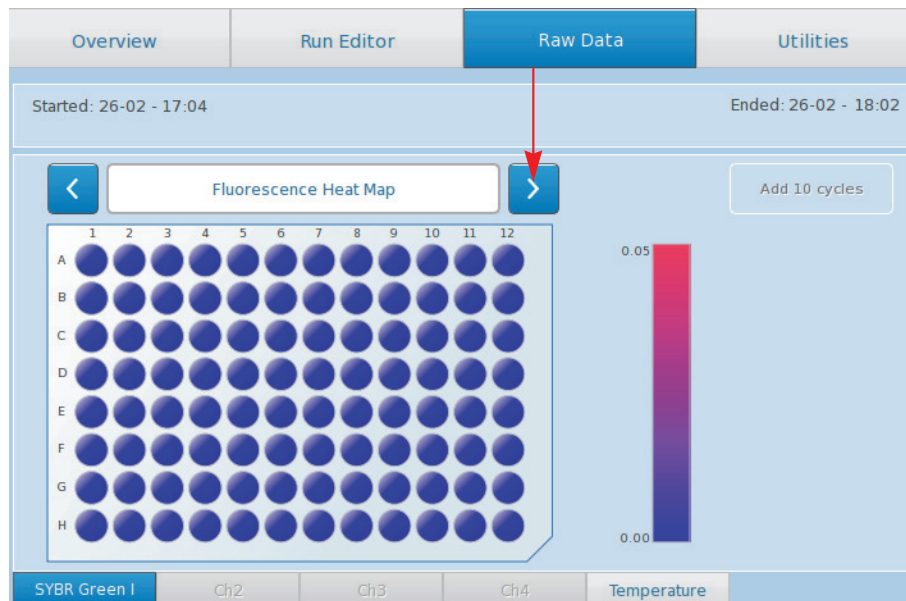 Overview Run Editor Raw Data Utilities
Started: 26-02 - 17:04 Ended: 26-02 - 18:02
Fluorescence Heat Map Add 10 cycles
1 2 3 4 5 6 7 8 9 10 11 12
0.05
A
B
C
D
E
F
G
H
0.00
SYBR Green I Ch2 Ch3 Ch4 Temperature